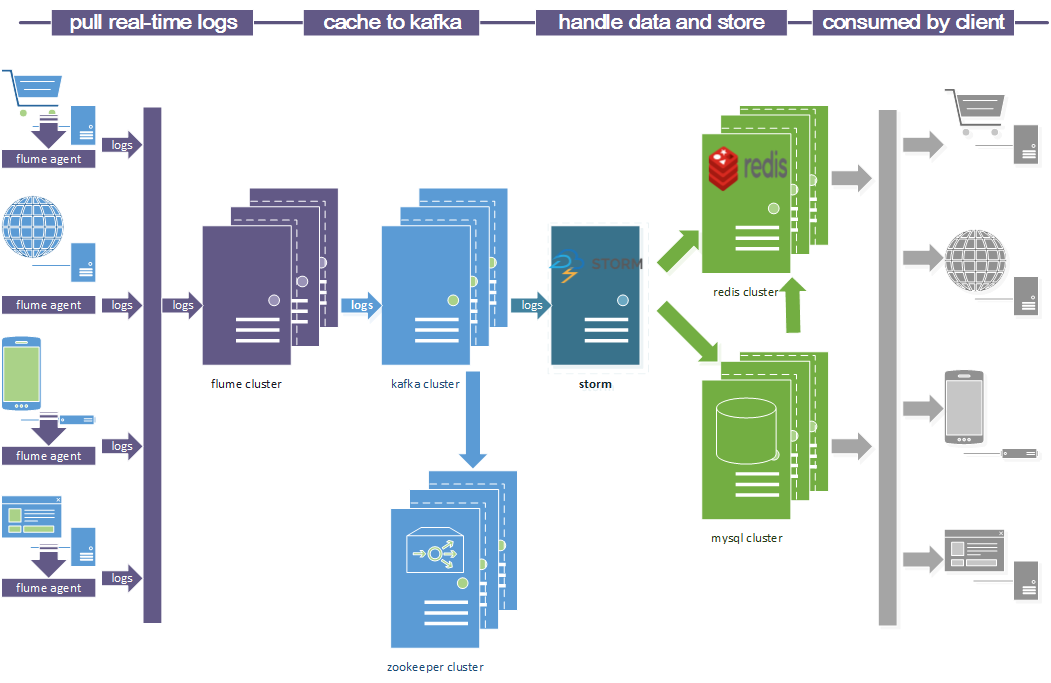 pull real-time logs
cache to kafka
handle data and store
consumed by client
flume agent
logs
flume agent
logs
logs
flume cluster
logs
kafka cluster
logs
STORM
storm
redis
redis cluster
flume agent
logs
flume agent
logs
mysql cluster
zookeeper cluster